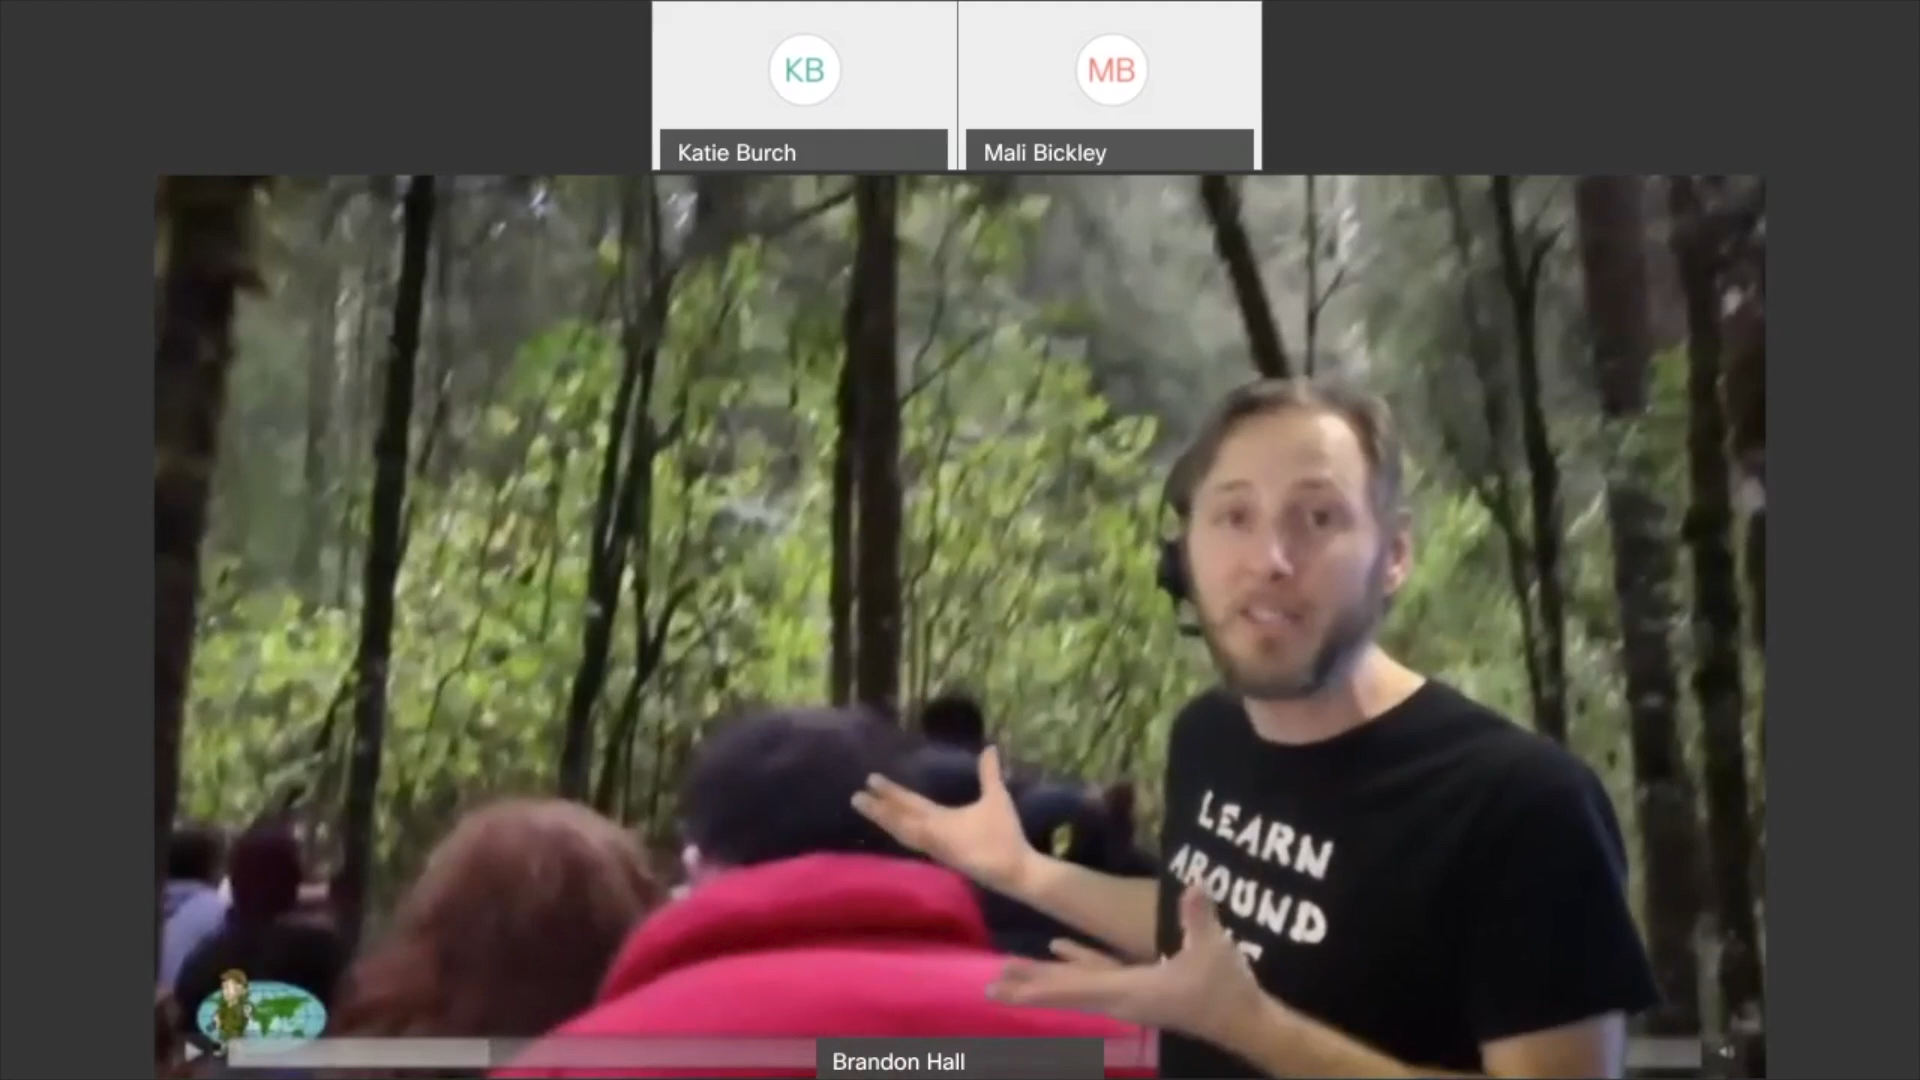 KB
MB
Katie Burch
Mali Bickley
LEARN
AROUND
Brandon Hall